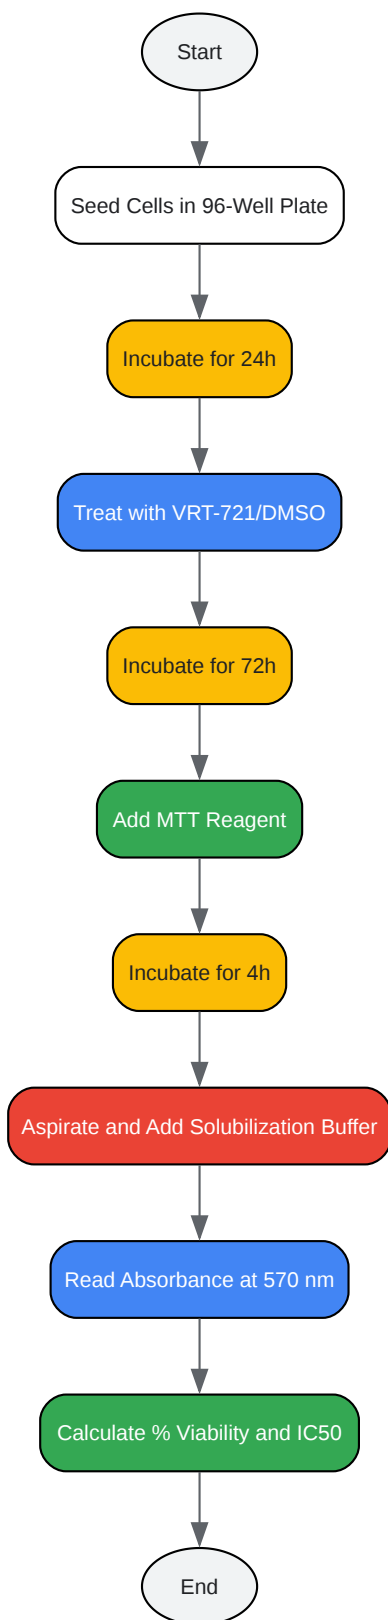 Start
Seed Cells in 96-Well Plate
Incubate for 24h
Treat with VRT-721/DMSO
Incubate for 72h
Add MTT Reagent
Incubate for 4h
Aspirate and Add Solubilization Buffer
Read Absorbance at 570 nm
Calculate % Viability and IC50
End